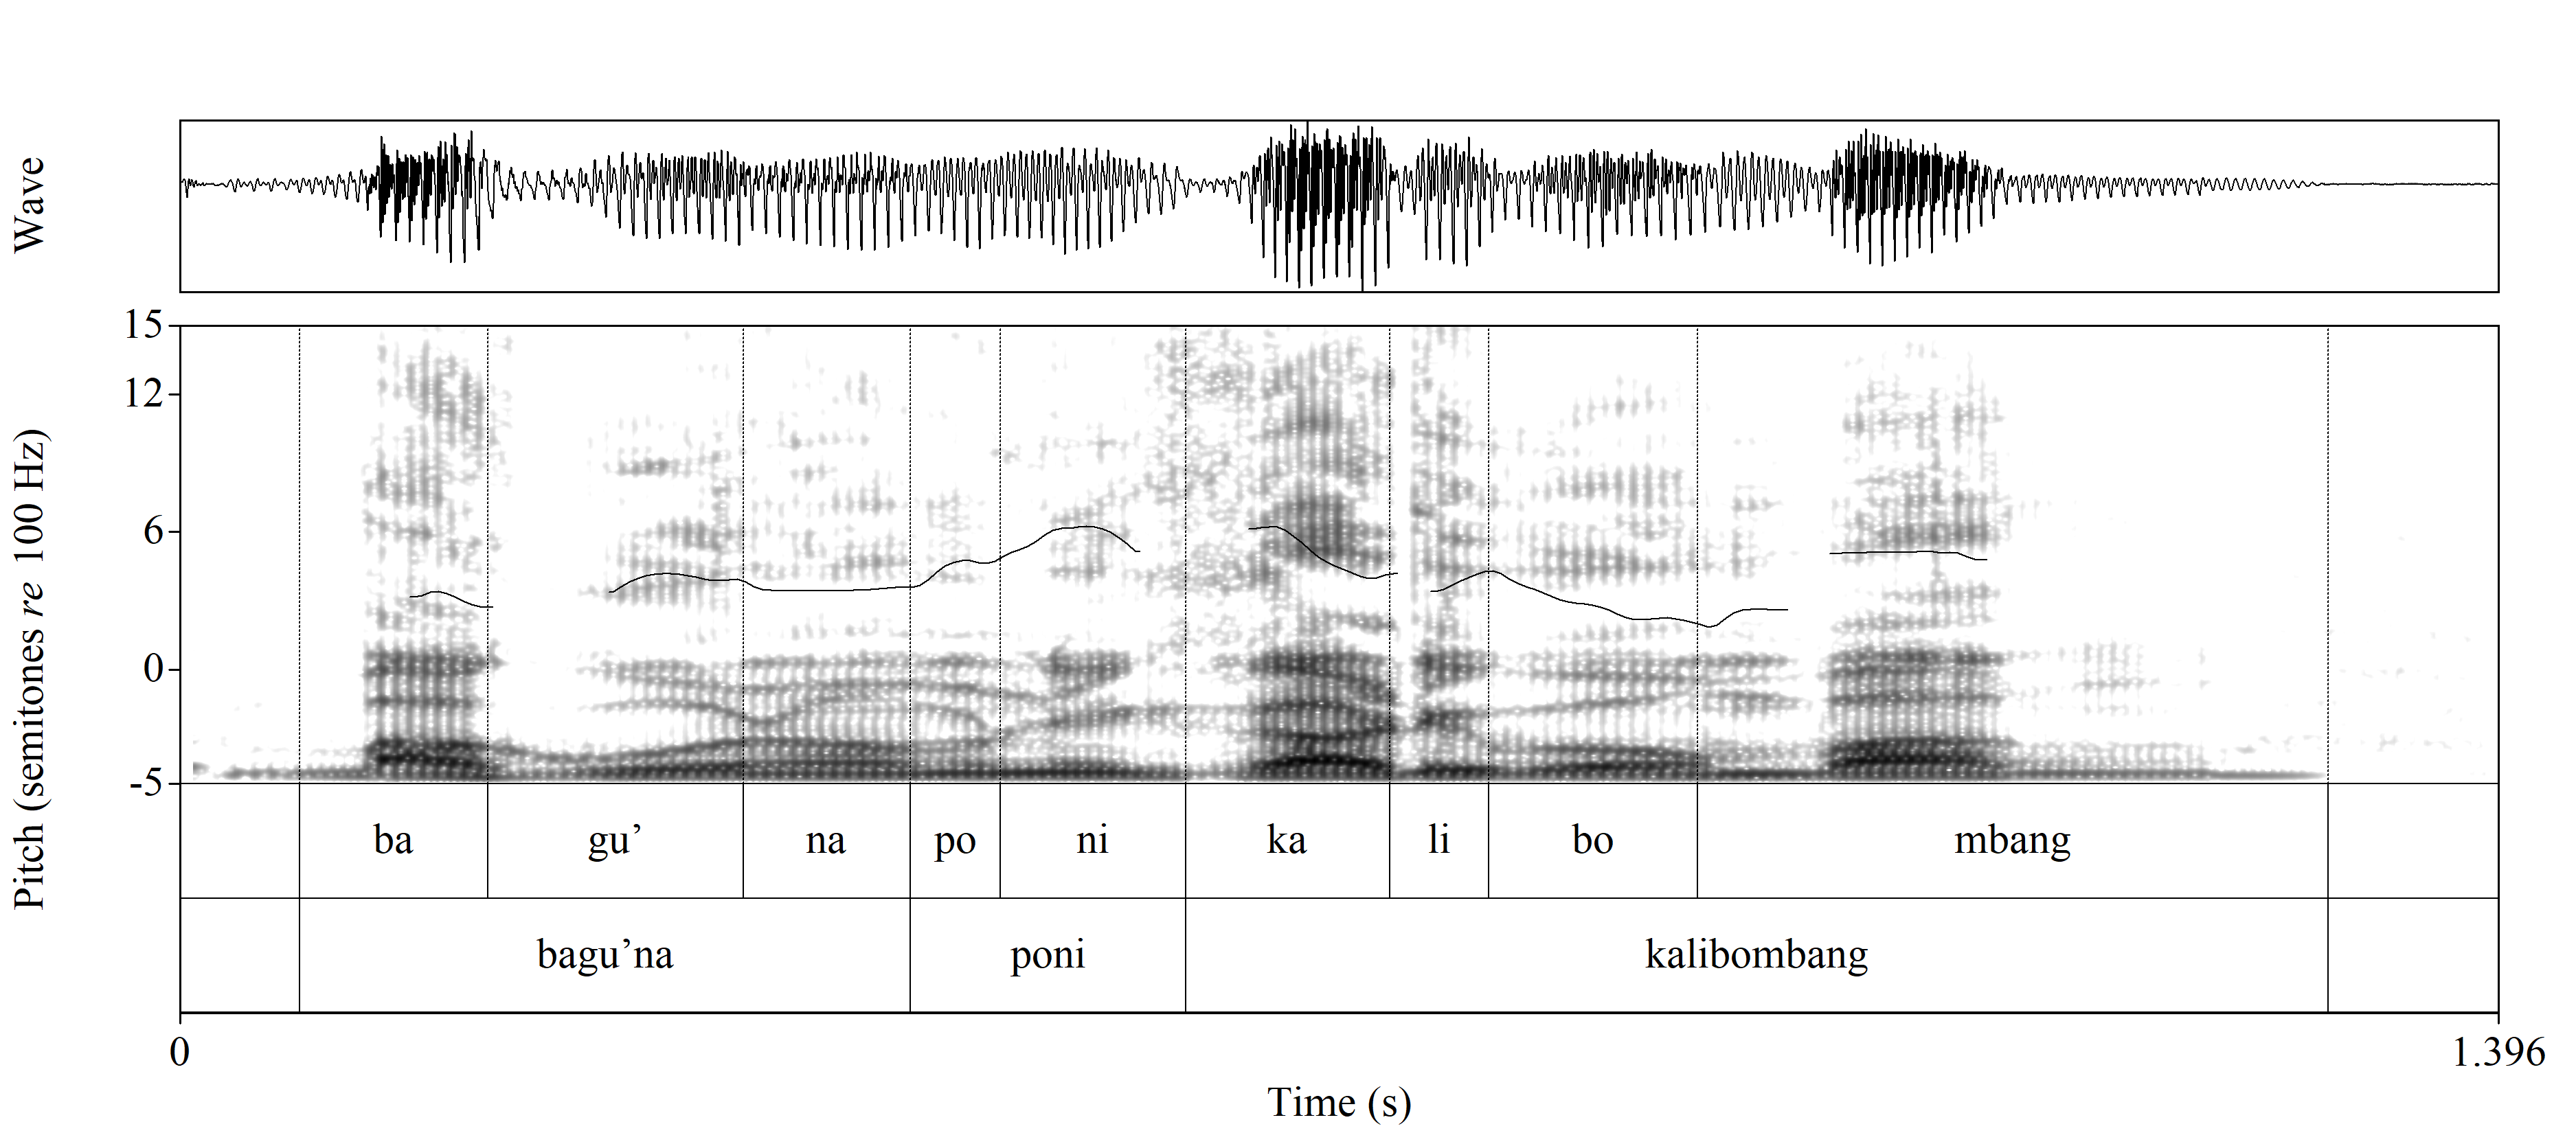 Wave
Pitch (semitones re 100 Hz)
15
12
6
0
-5
ba gu’ na po ni ka li bo mbang
bagu’na poni kalibombang
0 1.396
Time (s)